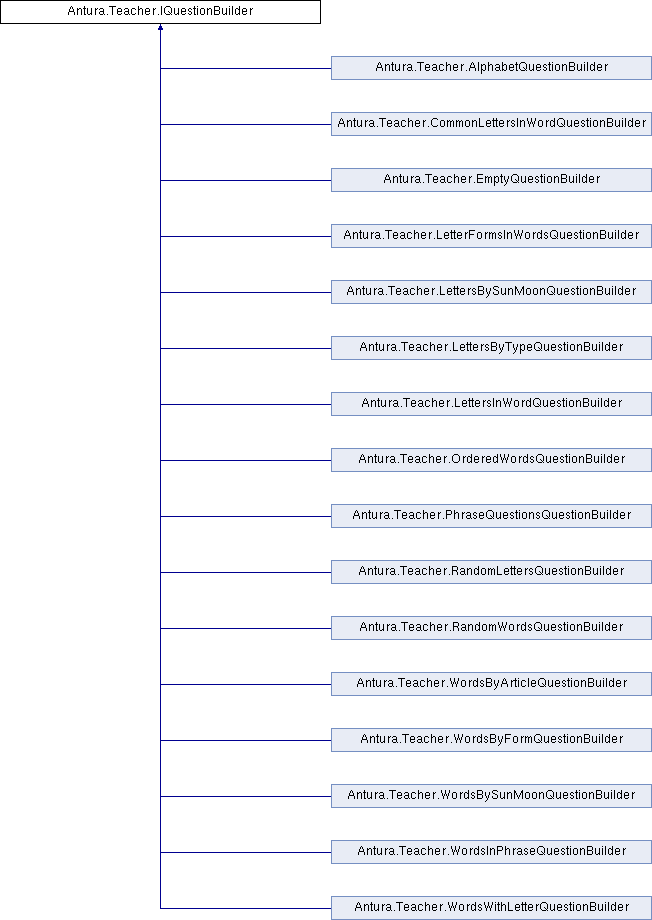 Antura.Teacher.IQuestionBuilder
Antura.Teacher.AlphabetQuestionBuilder
Antura.Teacher.CommonLettersInWordQuestionBuilder
Antura.Teacher.EmptyQuestionBuilder
Antura.Teacher.LetterFormsInWordsQuestionBuilder
Antura.Teacher.LettersBySunMoonQuestionBuilder
Antura.Teacher.LettersByTypeQuestionBuilder
Antura.Teacher.LettersInWordQuestionBuilder
Antura.Teacher.OrderedWordsQuestionBuilder
Antura.Teacher.PhraseQuestionsQuestionBuilder
Antura.Teacher.RandomLettersQuestionBuilder
Antura.Teacher.RandomWordsQuestionBuilder
Antura.Teacher.WordsByArticleQuestionBuilder
Antura.Teacher.WordsByFormQuestionBuilder
Antura.Teacher.WordsBySunMoonQuestionBuilder
Antura.Teacher.WordsInPhraseQuestionBuilder
Antura.Teacher.WordsWithLetterQuestionBuilder